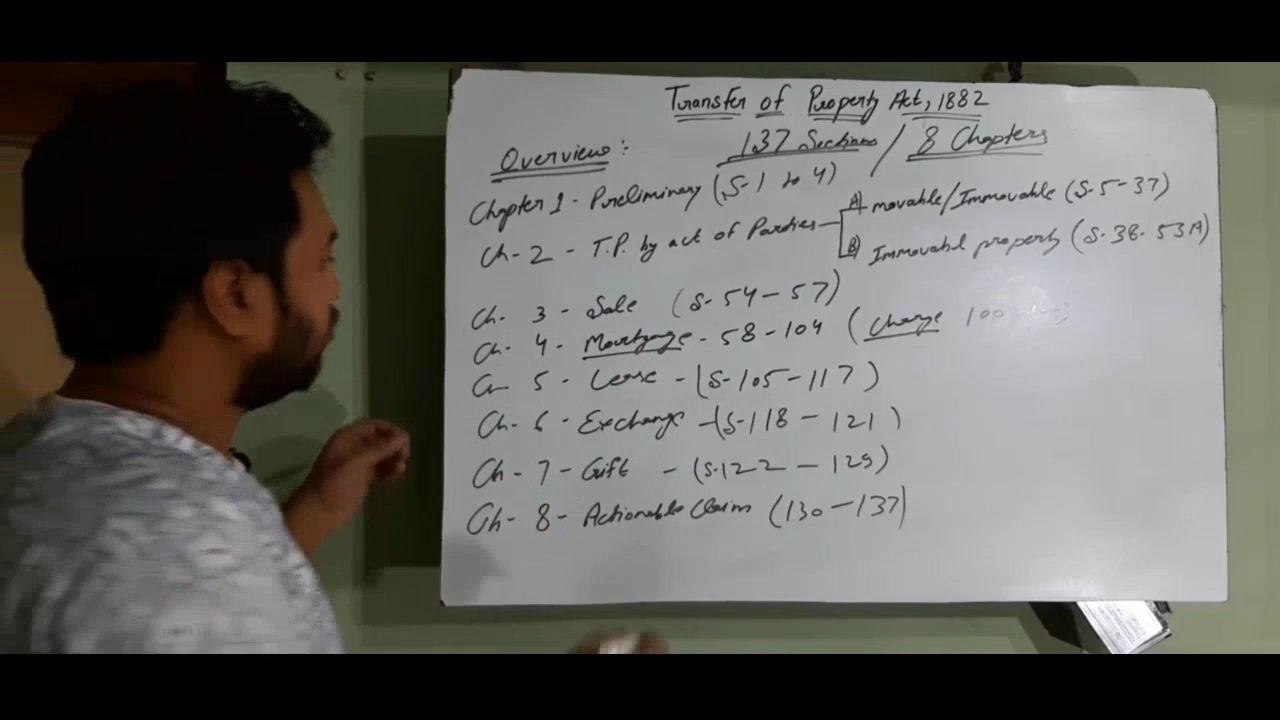 Transfer of Property Act, 1882
137 Sections / 8 Chapters
Overview:
Chapter 1 - Preliminary (S-1 to 4)
Ch- 2 - T.P. by act of Parties
A) movable/Immovable (S-5-37)
B) Immovabl property (S-38-53A)
Ch- 3 - Sale (S-54-57)
Ch- 4 - Mortgage - 58-104 (Charge 100
Ch- 5 - Lease - (S-105-117)
Ch- 6 - Exchange - (S-118 - 121)
Ch - 7 - Gift - (S-122 - 129)
Ch- 8 - Actionable Claim (130-137)